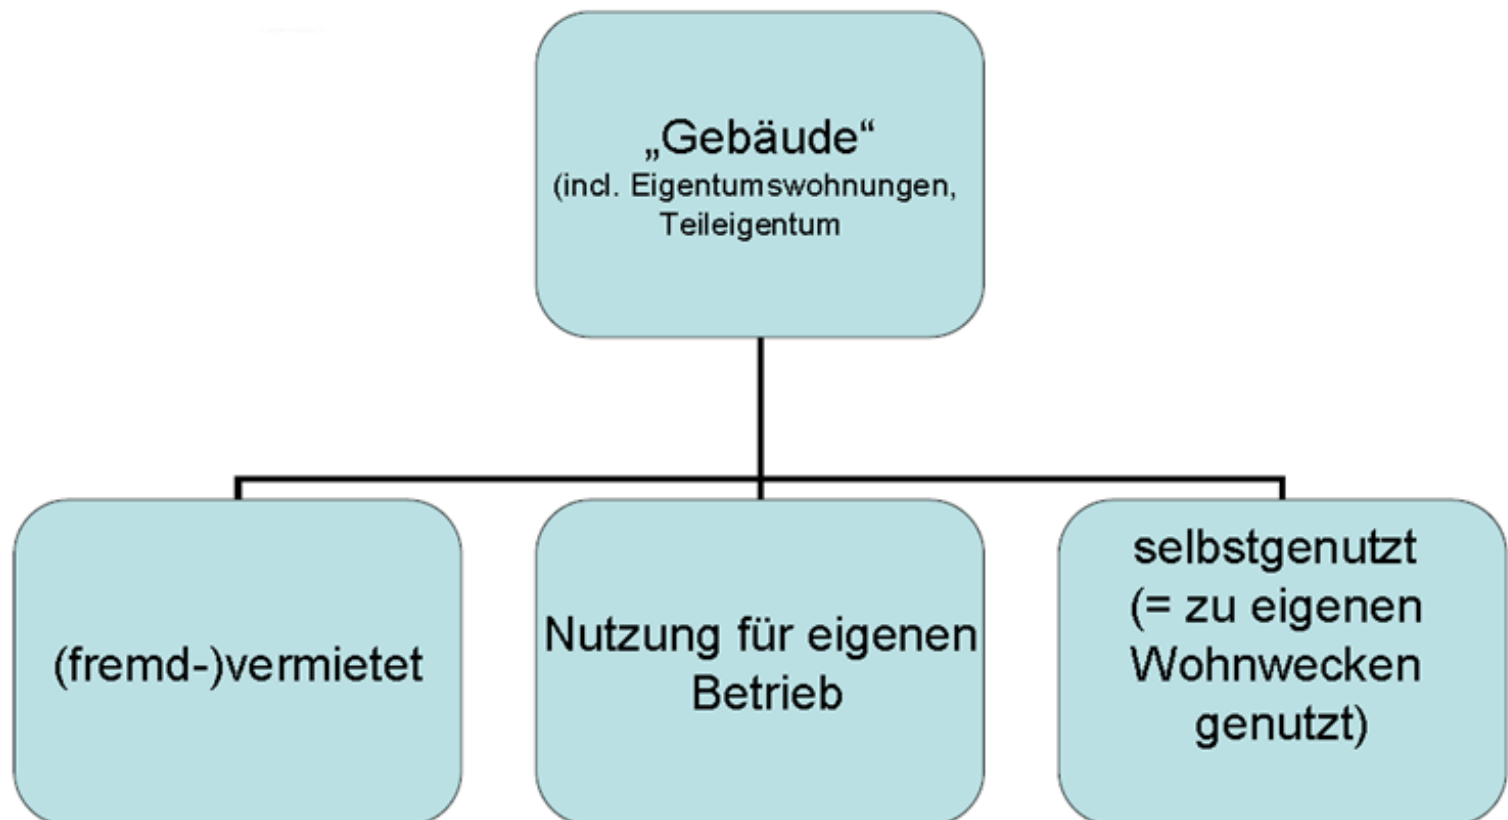 „Gebäude“
(incl. Eigentumswohnungen,
Teileigentum
(fremd-)vermietet
Nutzung für eigenen
Betrieb
selbstgenutzt
(= zu eigenen
Wohnwecken
genutzt)